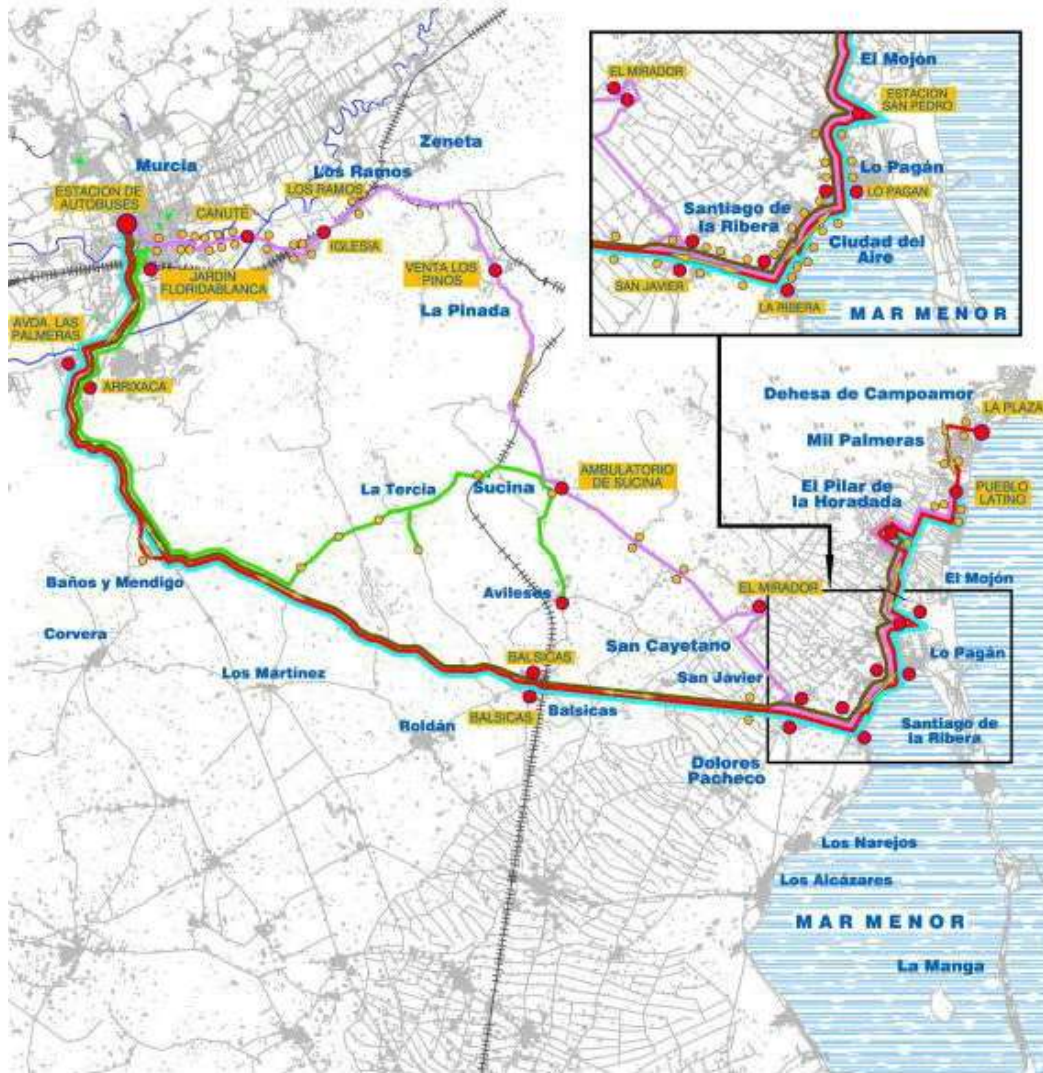 El Mojón
EL MIRADOR
ESTACION
SAN PEDRO
Zeneta
Murcia
Los Ramos
Lo Pagán
ESTACION DE
AUTOBUSES
LOS RAMOS
LO PAGAN
CANUTE
Santiago de
la Ribera
IGLESIA
Ciudad del
Aire
JARDIN
FLORIDABLANCA
VENTA LOS
PINOS
SAN JAVIER
LA RIBERA
La Pinada
MAR MENOR
AVDA. LAS
PALMERAS
ARRIXACA
Dehesa de Campoamor
LA PLAZA
Mil Palmeras
La Tercia
Sucina
AMBULATORIO
DE SUCINA
El Pilar de
la Horadada
PUEBLO
LATINO
Baños y Mendigo
Avileses
EL MIRADOR
El Mojón
Corvera
San Cayetano
Lo Pagán
Los Martínez
BALSICAS
San Javier
Roldán
BALSICAS
Balsicas
Santiago de
la Ribera
Dolores
Pacheco
Los Narejos
Los Alcázares
MAR MENOR
La Manga